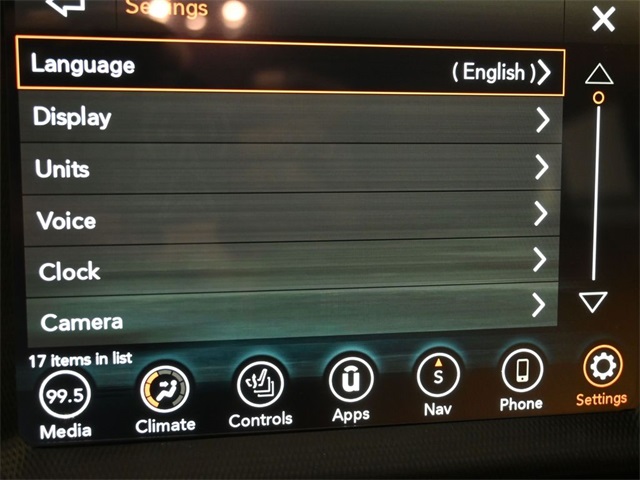 Settings
Language (English)
Display
Units
Voice
Clock
Camera
17 items in list
99.5 u S
Media Climate Controls Apps Nav Phone Settings